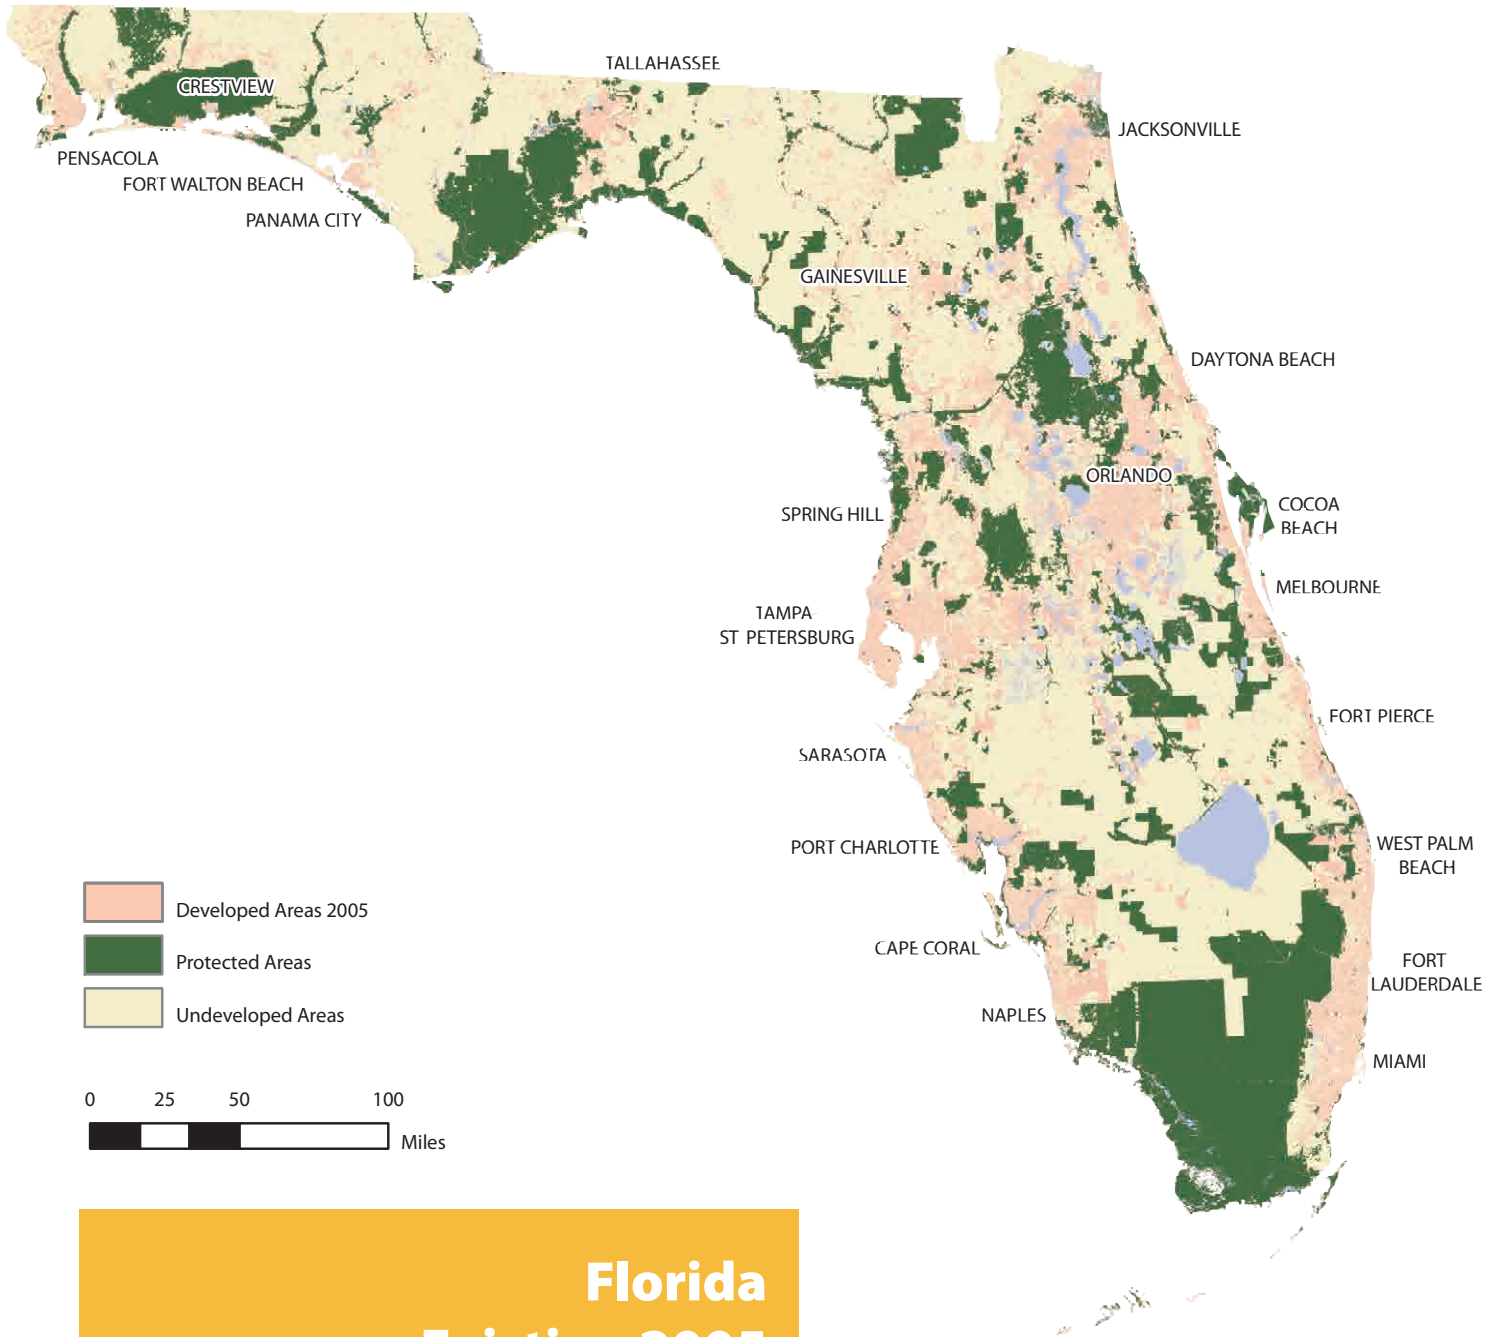 TALLAHASSEE
CRESTVIEW
JACKSONVILLE
PENSACOLA
FORT WALTON BEACH
PANAMA CITY
GAINESVILLE
DAYTONA BEACH
ORLANDO
SPRING HILL
COCOA
BEACH
MELBOURNE
TAMPA
ST PETERSBURG
FORT PIERCE
SARASOTA
PORT CHARLOTTE
WEST PALM
BEACH
CAPE CORAL
FORT
LAUDERDALE
NAPLES
MIAMI
Developed Areas 2005
Protected Areas
Undeveloped Areas
0 25 50 100
Miles
Florida
Existing 2005